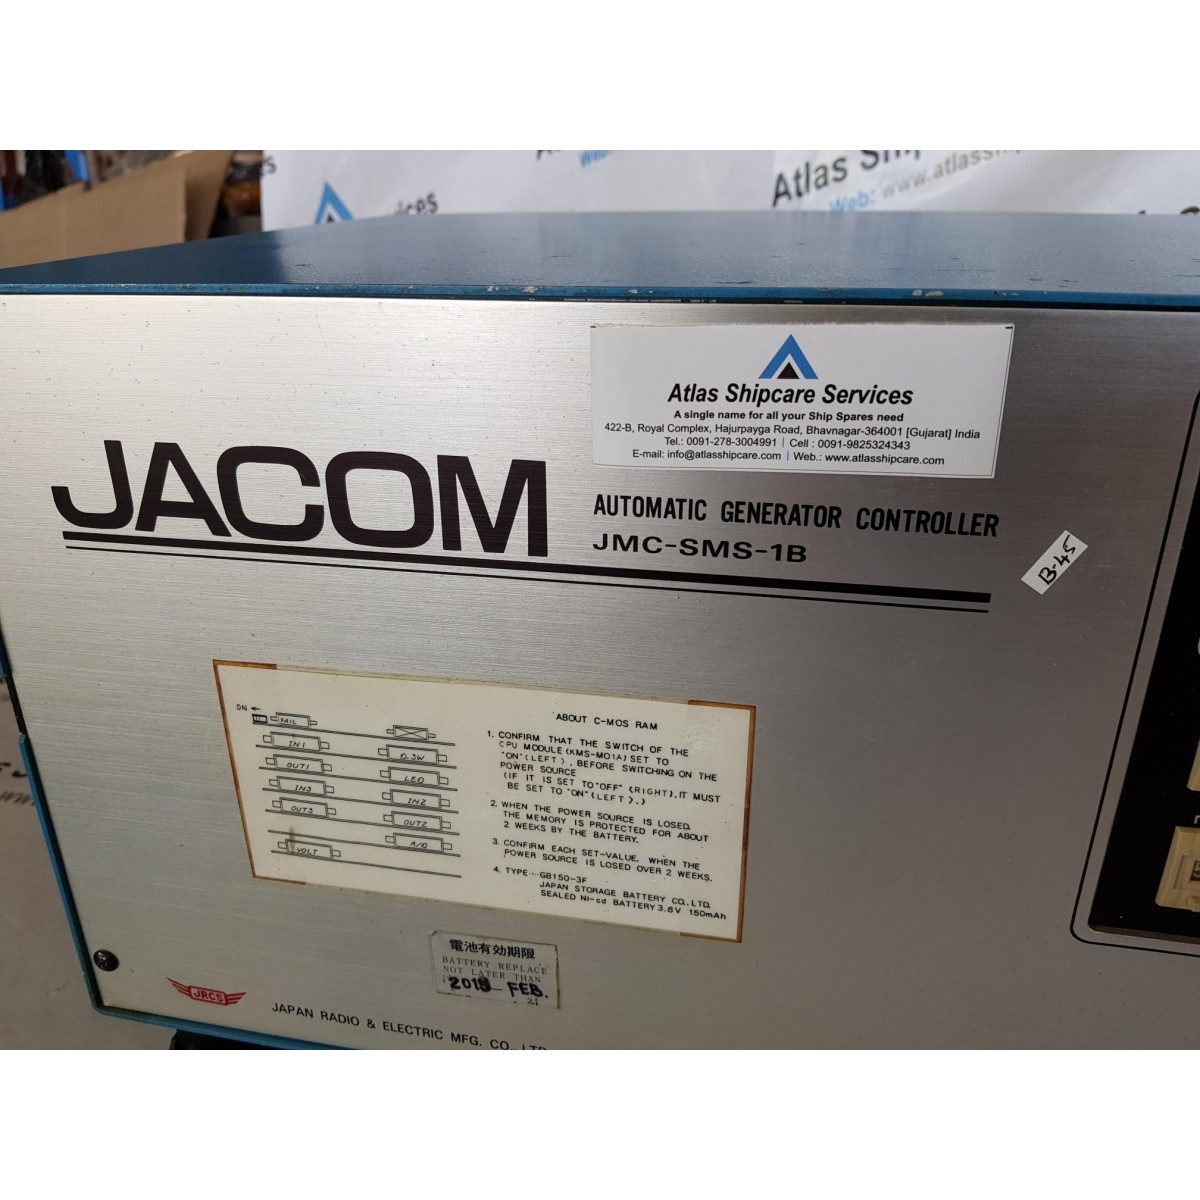 Atlas Ship
Web: www.atlasship
ices
Atlas Shipcare Services
A single name for all your Ship Spares need
422-B, Royal Complex, Hajurpayga Road, Bhavnagar-364001 [Gujarat] India
Tel.: 0091-278-3004991 | Cell : 0091-9825324343
E-mail: info@atlasshipcare.com | Web.: www.atlasshipcare.com
JACOM
AUTOMATIC GENERATOR CONTROLLER
JMC-SMS-1B
B-45
ON ←
FAIL
IN1
D.SW
OUT1
LED
IN3
IN2
OUT3
OUT2
A/D
VOLT
ABOUT C-MOS RAM
1. CONFIRM THAT THE SWITCH OF THE
CPU MODULE (KMS-M01A) SET TO
"ON" (LEFT), BEFORE SWITCHING ON THE
POWER SOURCE
(IF IT IS SET TO "OFF" (RIGHT), IT MUST
BE SET TO "ON" (LEFT).)
2. WHEN THE POWER SOURCE IS LOSED
THE MEMORY IS PROTECTED FOR ABOUT
2 WEEKS BY THE BATTERY.
3. CONFIRM EACH SET-VALUE, WHEN THE
POWER SOURCE IS LOSED OVER 2 WEEKS.
4. TYPE --- GB150-3F
JAPAN STORAGE BATTERY CO., LTD.
SEALED Ni-cd BATTERY 3.6V 150mAh
電池有効期限
BATTERY REPLACE
NOT LATER THAN
2015 FEB.
JRCS
JAPAN RADIO & ELECTRIC MFG. CO., LTD